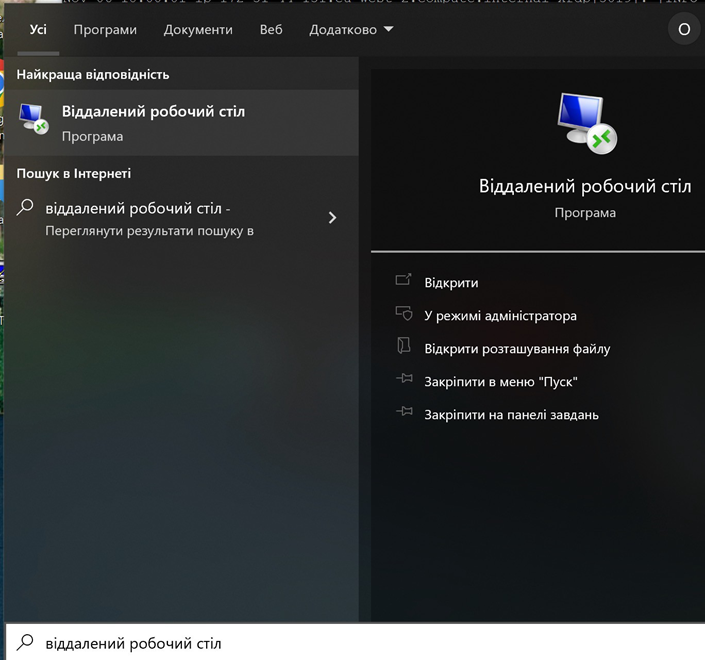 Усі Програми Документи Веб Додатково О
Найкраща відповідність
Віддалений робочий стіл
Програма
Пошук в Інтернеті
віддалений робочий стіл -
Переглянути результати пошуку в
Віддалений робочий стіл
Програма
Відкрити
У режимі адміністратора
Відкрити розташування файлу
Закріпити в меню "Пуск"
Закріпити на панелі завдань
віддалений робочий стіл